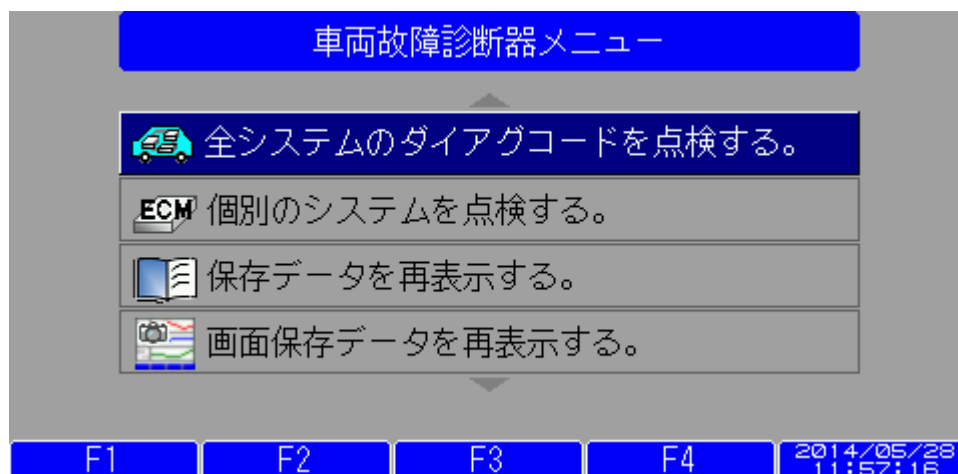 車両故障診断器メニュー
全システムのダイアグコードを点検する。
ECM 個別のシステムを点検する。
保存データを再表示する。
画面保存データを再表示する。
F1 F2 F3 F4 2014/05/28
11:57:16